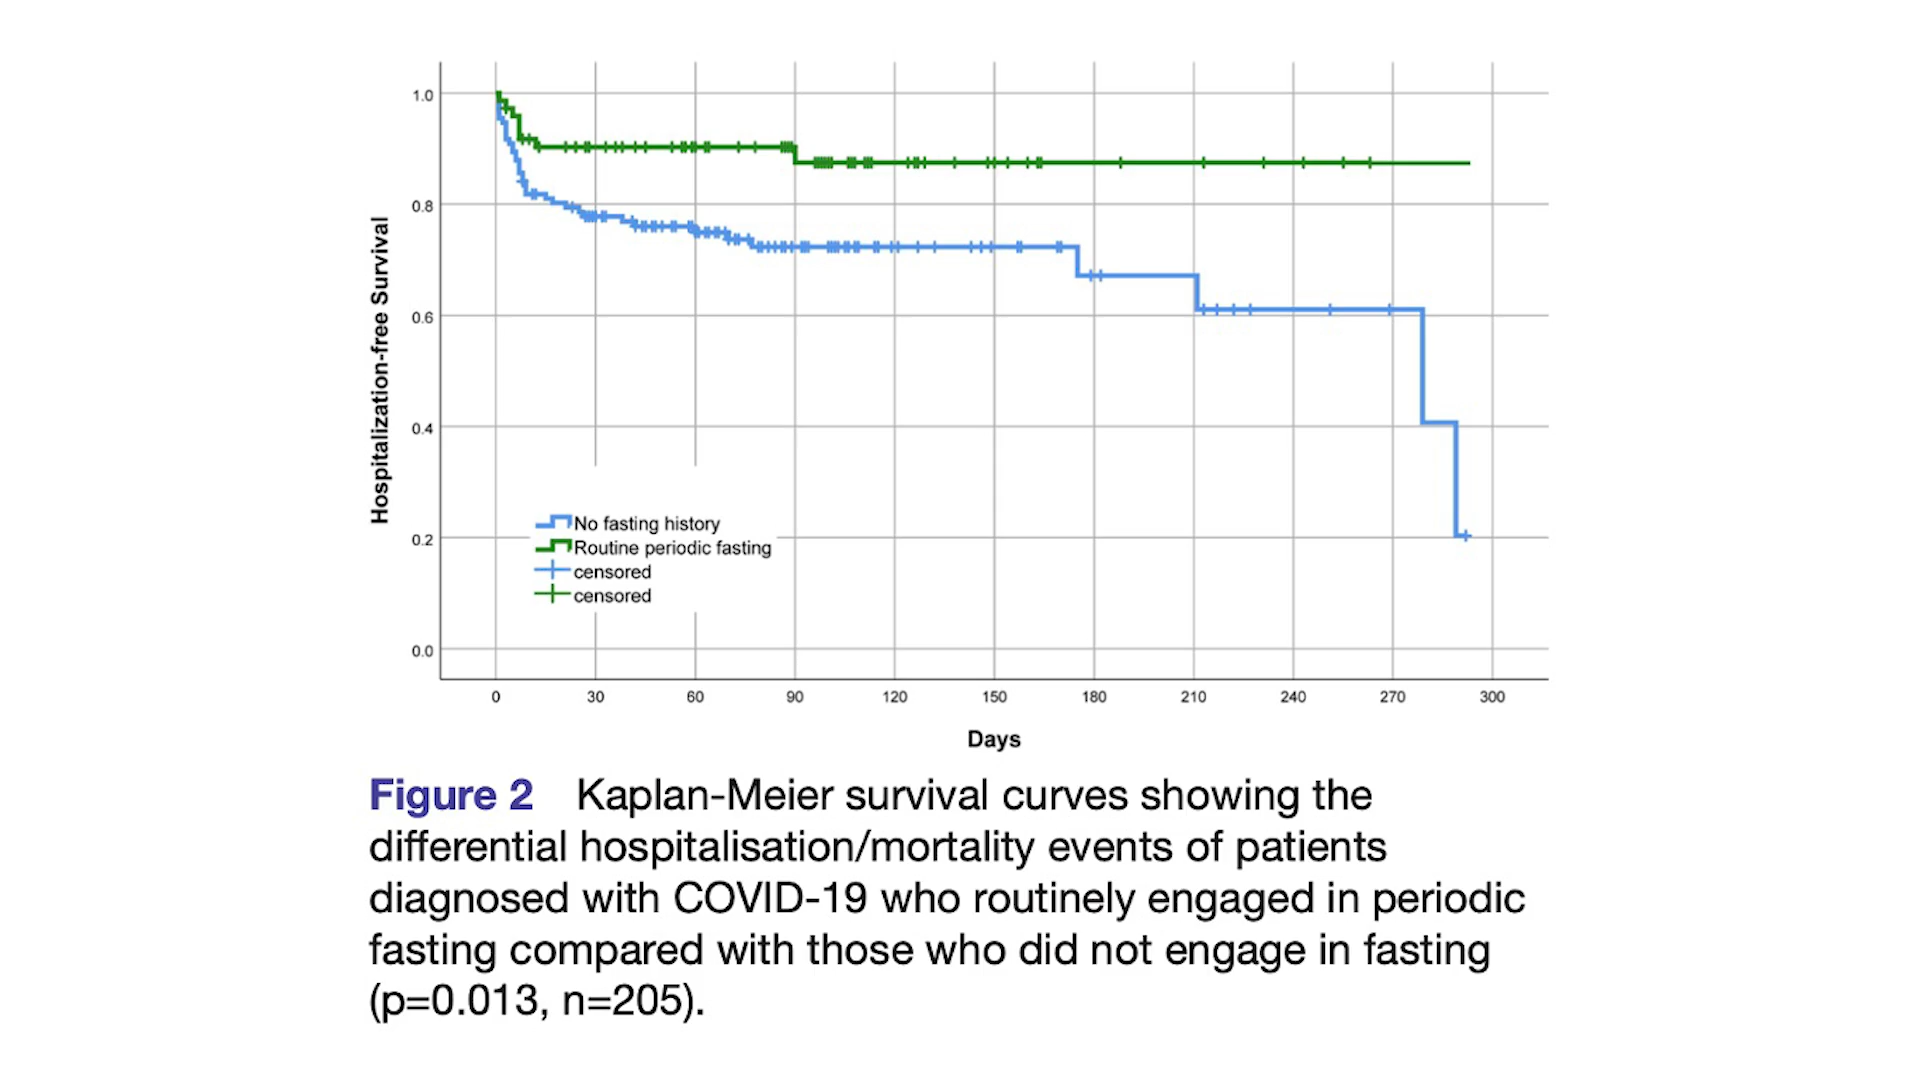 1.0
0.8
0.6
0.4
0.2
0.0
Hospitalization-free Survival
No fasting history
Routine periodic fasting
censored
censored
0 30 60 90 120 150 180 210 240 270 300
Days
Figure 2 Kaplan-Meier survival curves showing the
differential hospitalisation/mortality events of patients
diagnosed with COVID-19 who routinely engaged in periodic
fasting compared with those who did not engage in fasting
(p=0.013, n=205).